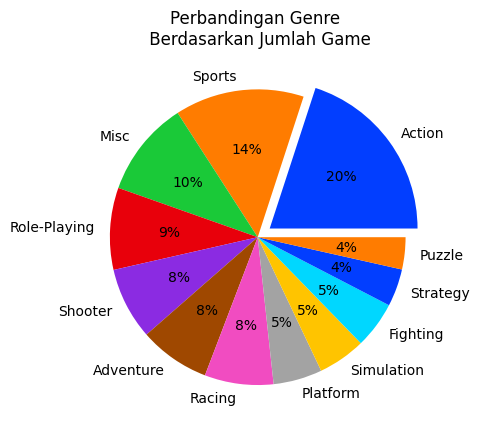 Perbandingan Genre
Berdasarkan Jumlah Game
Sports
Action
Misc
14%
20%
10%
Role-Playing
9%
4%
Puzzle
4%
8%
5%
Strategy
Shooter
8%
5%
8%
5%
Fighting
Adventure
Simulation
Racing
Platform